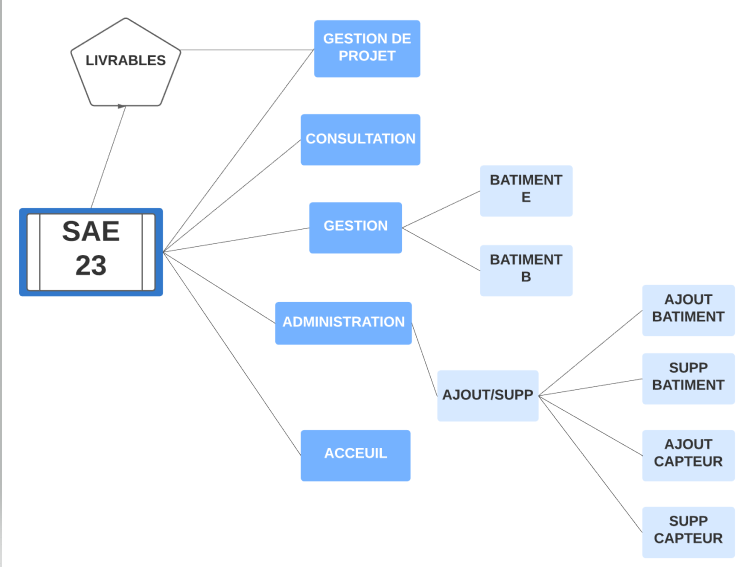 LIVRABLES
GESTION DE
PROJET
CONSULTATION
SAE
23
GESTION
BATIMENT
E
BATIMENT
B
ADMINISTRATION
AJOUT/SUPP
AJOUT
BATIMENT
SUPP
BATIMENT
AJOUT
CAPTEUR
SUPP
CAPTEUR
ACCEUIL